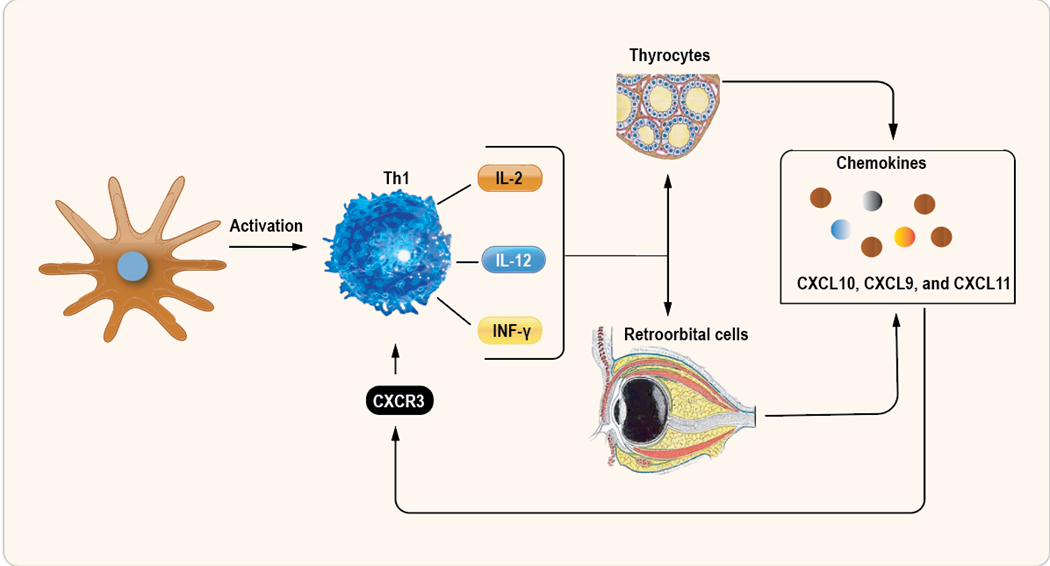 Thyrocytes
Chemokines
Th1
IL-2
Activation
IL-12
CXCL10, CXCL9, and CXCL11
INF-γ
Retroorbital cells
CXCR3